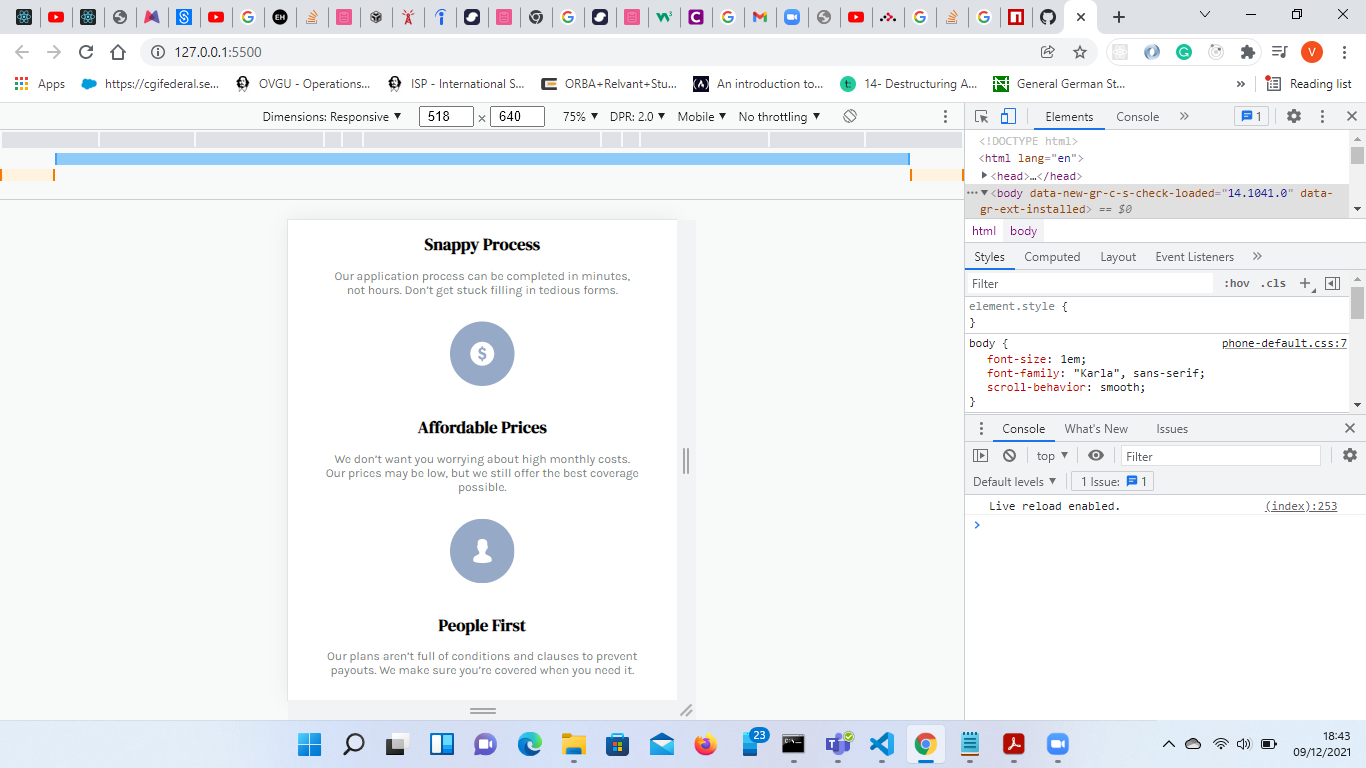 EH
V
127.0.0.1:5500
Apps
https://cgifederal.se...
OVGU - Operations...
ISP - International S...
ORBA+Relvant+Stu...
An introduction to...
14- Destructuring A...
General German St...
»
Reading list
Dimensions: Responsive ▼
518
×
640
75% ▼
DPR: 2.0 ▼
Mobile ▼
No throttling ▼
Elements
Console
»
1
<!DOCTYPE html>
<html lang="en">
▶<head>…</head>
···▼<body data-new-gr-c-s-check-loaded="14.1041.0" data-
gr-ext-installed> == $0
html
body
Styles
Computed
Layout
Event Listeners
»
Filter
:hov
.cls
+
element.style {
}
body {
phone-default.css:7
font-size: 1em;
font-family: "Karla", sans-serif;
scroll-behavior: smooth;
}
Console
What's New
Issues
top ▼
Filter
Default levels ▼
1 Issue:
1
Live reload enabled.
(index):253
>
Snappy Process
Our application process can be completed in minutes,
not hours. Don’t get stuck filling in tedious forms.
$
Affordable Prices
We don’t want you worrying about high monthly costs.
Our prices may be low, but we still offer the best coverage
possible.
People First
Our plans aren’t full of conditions and clauses to prevent
payouts. We make sure you’re covered when you need it.
23
18:43
09/12/2021